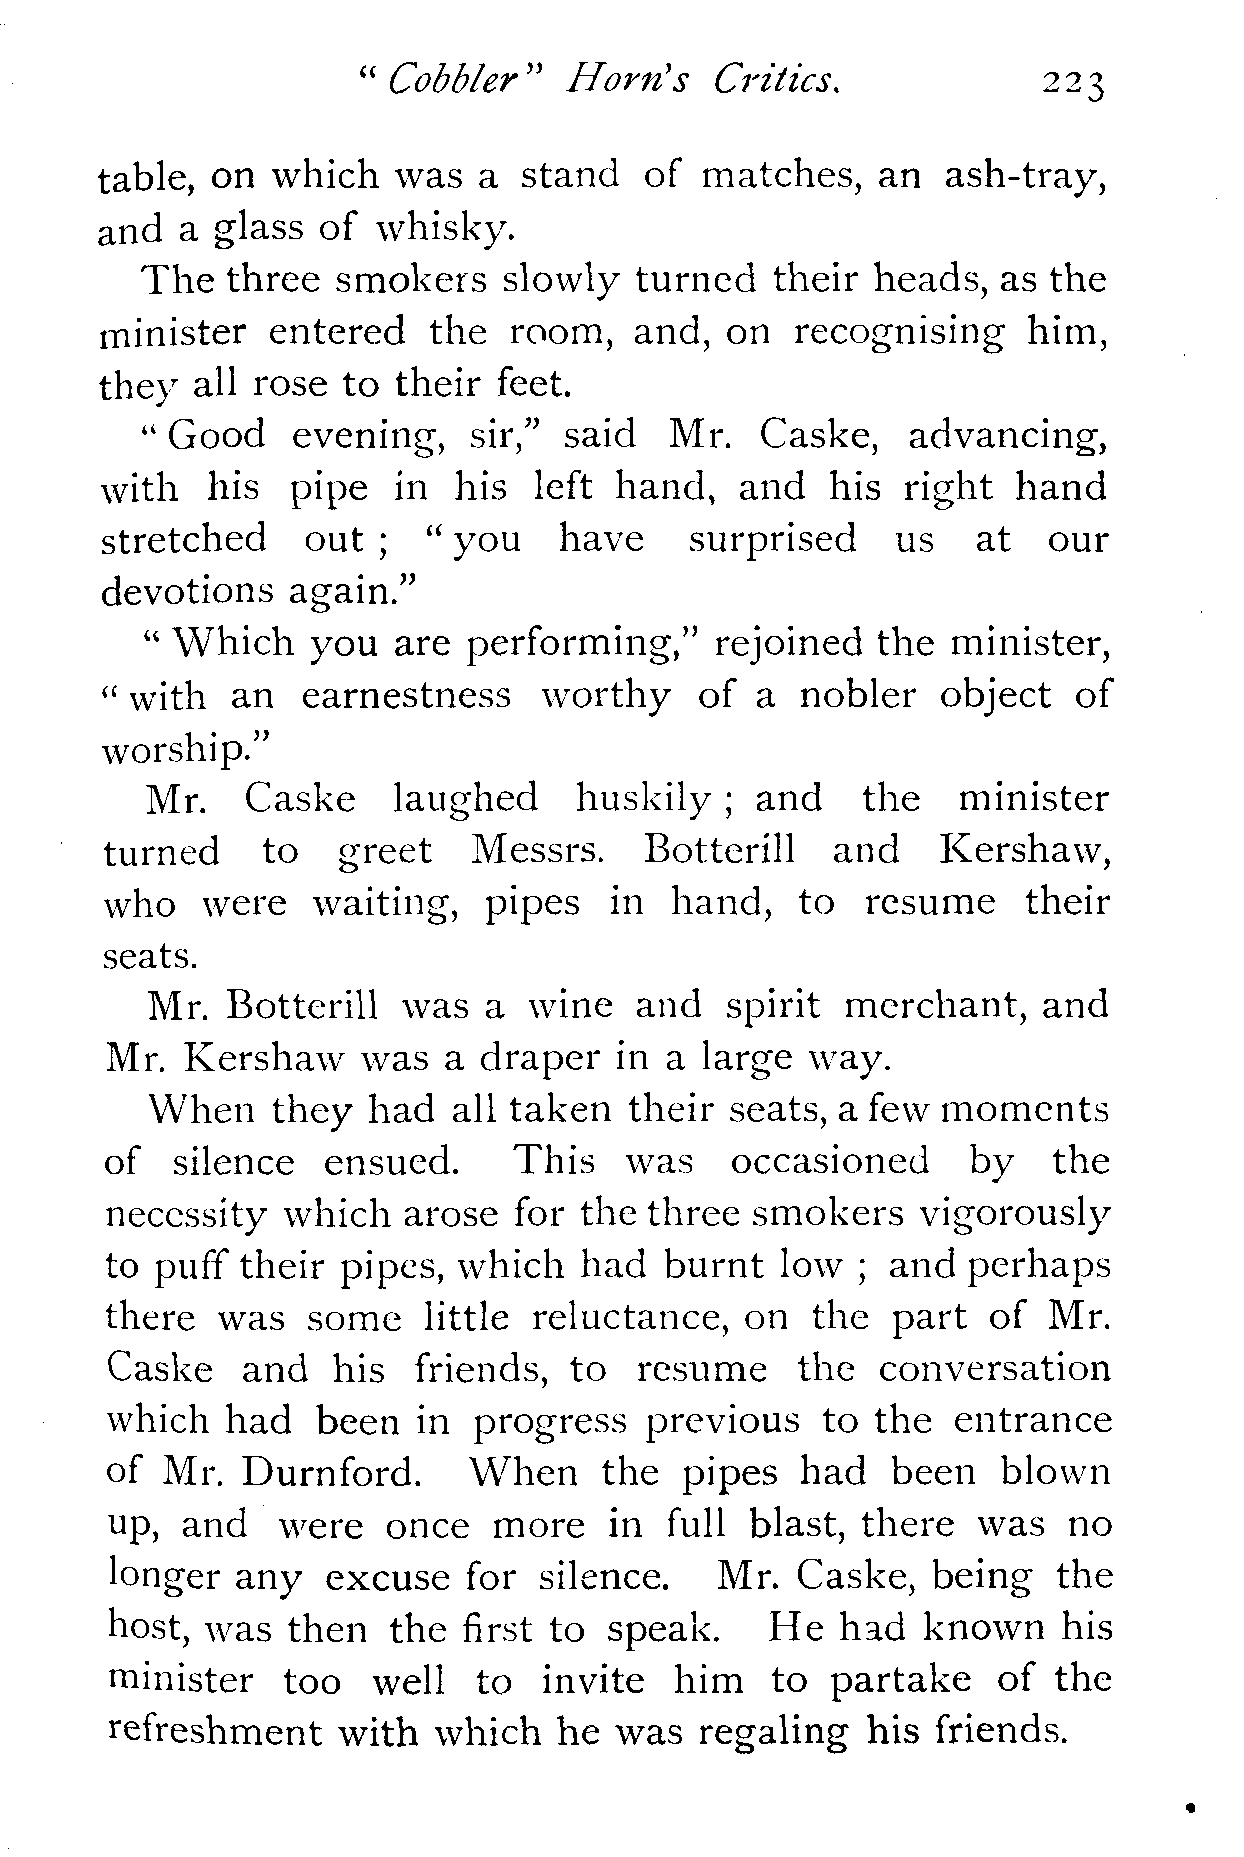 “ Cobbler ” Horn's Critics. 223
table, on which was a stand of matches, an ash-tray,
and a glass of whisky.
The three smokers slowly turned their heads, as the
minister entered the room, and, on recognising him,
they all rose to their feet.
“ Good evening, sir,” said Mr. Caske, advancing,
with his pipe in his left hand, and his right hand
stretched out ; “ you have surprised us at our
devotions again.”
“ Which you are performing,” rejoined the minister,
“ with an earnestness worthy of a nobler object of
worship.”
Mr. Caske laughed huskily ; and the minister
turned to greet Messrs. Botterill and Kershaw,
who were waiting, pipes in hand, to resume their
seats.
Mr. Botterill was a wine and spirit merchant, and
Mr. Kershaw was a draper in a large way.
When they had all taken their seats, a few moments
of silence ensued. This was occasioned by the
necessity which arose for the three smokers vigorously
to puff their pipes, which had burnt low ; and perhaps
there was some little reluctance, on the part of Mr.
Caske and his friends, to resume the conversation
which had been in progress previous to the entrance
of Mr. Durnford. When the pipes had been blown
up, and were once more in full blast, there was no
longer any excuse for silence. Mr. Caske, being the
host, was then the first to speak. He had known his
minister too well to invite him to partake of the
refreshment with which he was regaling his friends.